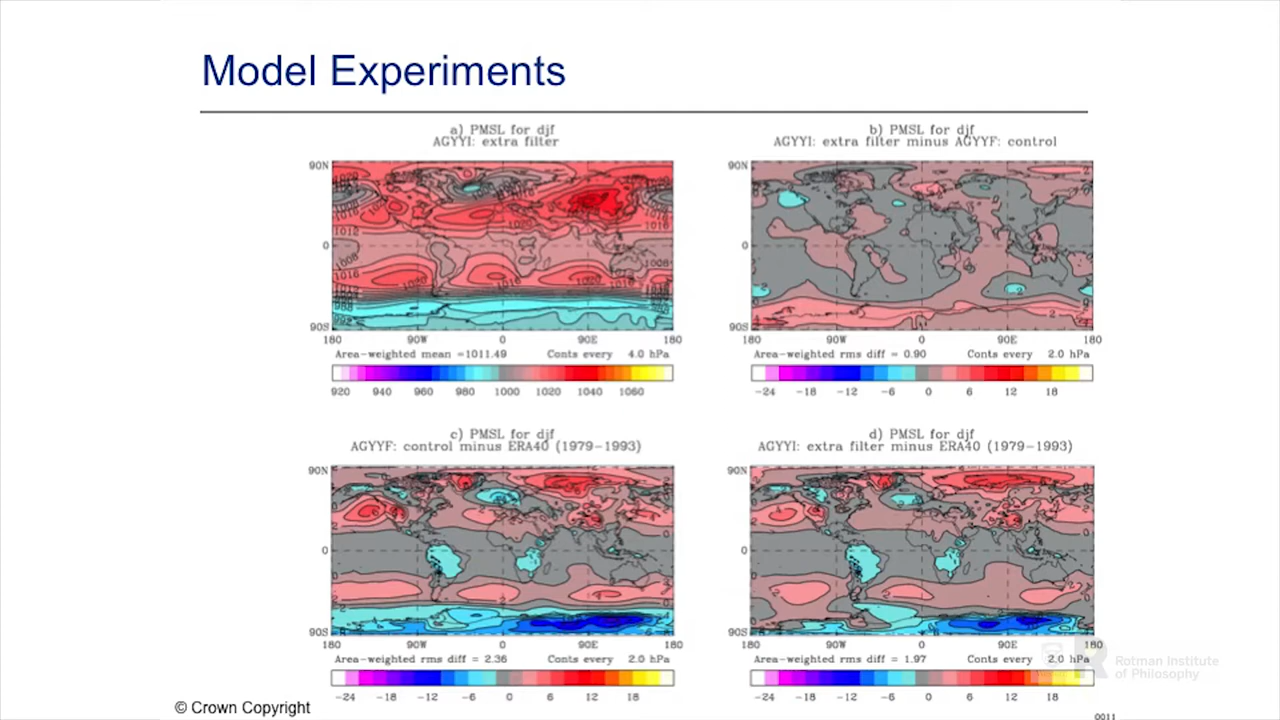 Model Experiments
a) PMSL for djf
AGYYI: extra filter
90N
0
90S
180 90W 0 90E 180
Area-weighted mean =1011.49 Conts every 4.0 hPa
920 940 960 980 1000 1020 1040 1060
b) PMSL for djf
AGYYI: extra filter minus AGYYF: control
90N
0
90S
180 90W 0 90E 180
Area-weighted rms diff = 0.90 Conts every 2.0 hPa
-24 -18 -12 -6 0 6 12 18
c) PMSL for djf
AGYYF: control minus ERA40 (1979-1993)
90N
0
90S
180 90W 0 90E 180
Area-weighted rms diff = 2.36 Conts every 2.0 hPa
-24 -18 -12 -6 0 6 12 18
d) PMSL for djf
AGYYI: extra filter minus ERA40 (1979-1993)
90N
0
90S
180 90W 0 90E 180
Area-weighted rms diff = 1.97 Conts every 2.0 hPa
-24 -18 -12 -6 0 6 12 18
R Rotman Institute
of Philosophy
© Crown Copyright
0011